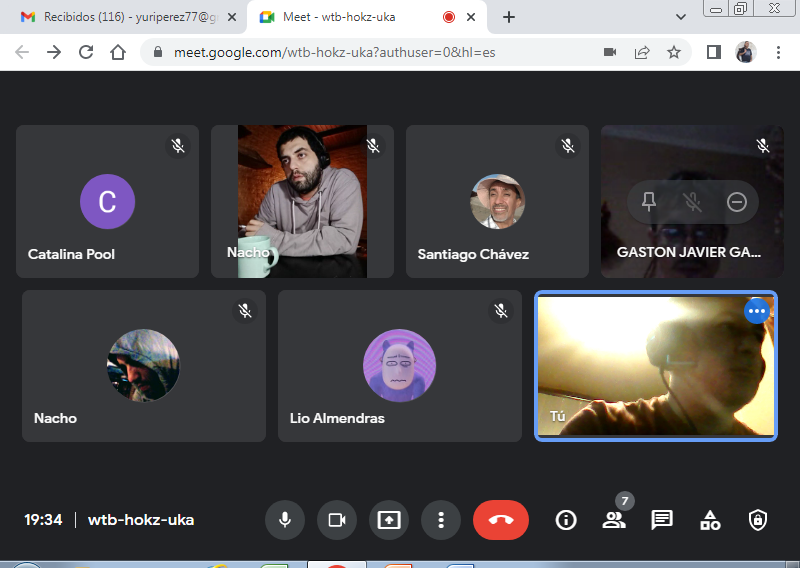 Recibidos (116) - yuriperez77@g
Meet - wtb-hokz-uka
meet.google.com/wtb-hokz-uka?authuser=0&hl=es
C
Catalina Pool
Nacho
Santiago Chávez
GASTON JAVIER GA...
Nacho
Lio Almendras
Tú
7
19:34 | wtb-hokz-uka